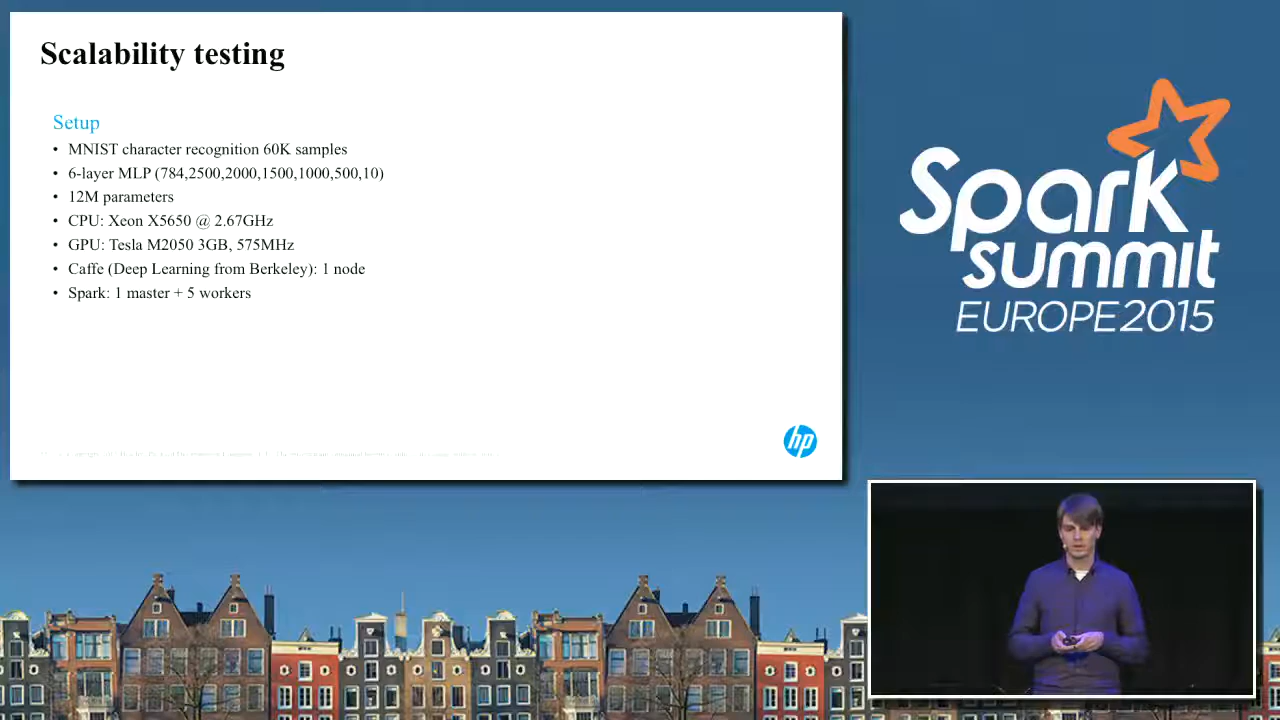 Scalability testing
Setup
• MNIST character recognition 60K samples
• 6-layer MLP (784,2500,2000,1500,1000,500,10)
• 12M parameters
• CPU: Xeon X5650 @ 2.67GHz
• GPU: Tesla M2050 3GB, 575MHz
• Caffe (Deep Learning from Berkeley): 1 node
• Spark: 1 master + 5 workers
hp
Spark
summit
EUROPE 2015